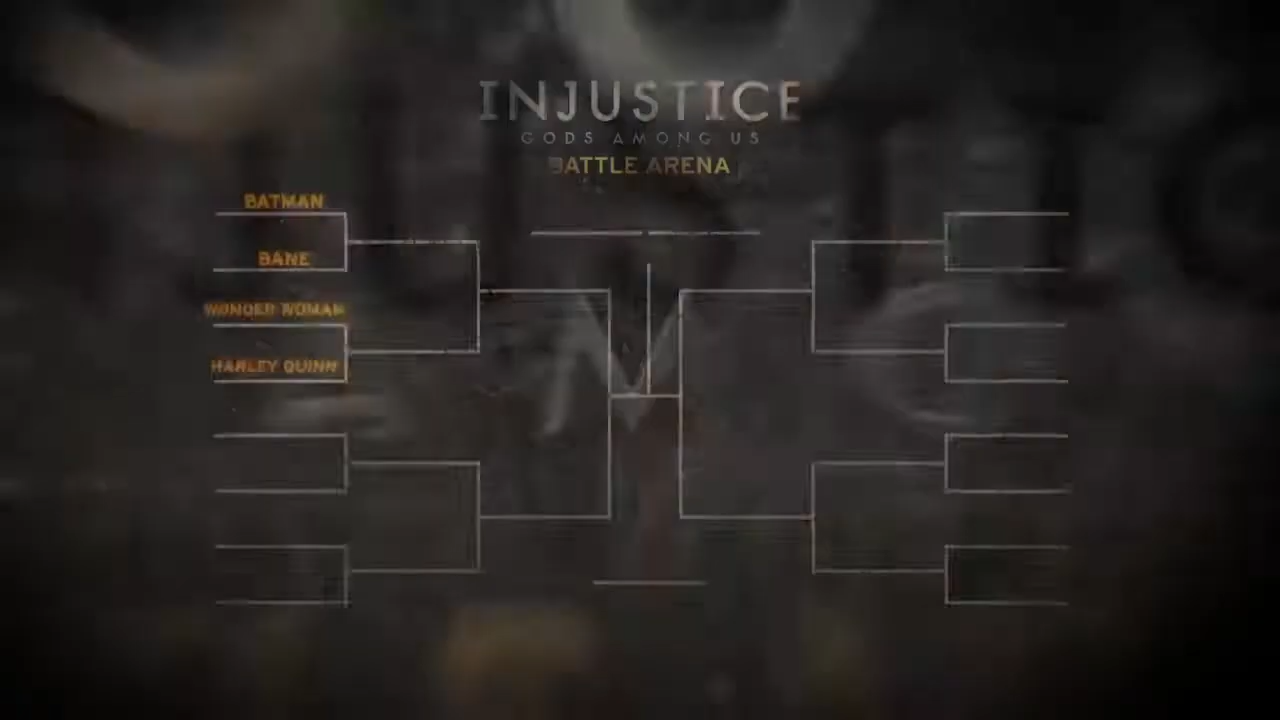 INJUSTICE
GODS AMONG US
BATTLE ARENA
BATMAN
BANE
WONDER WOMAN
HARLEY QUINN